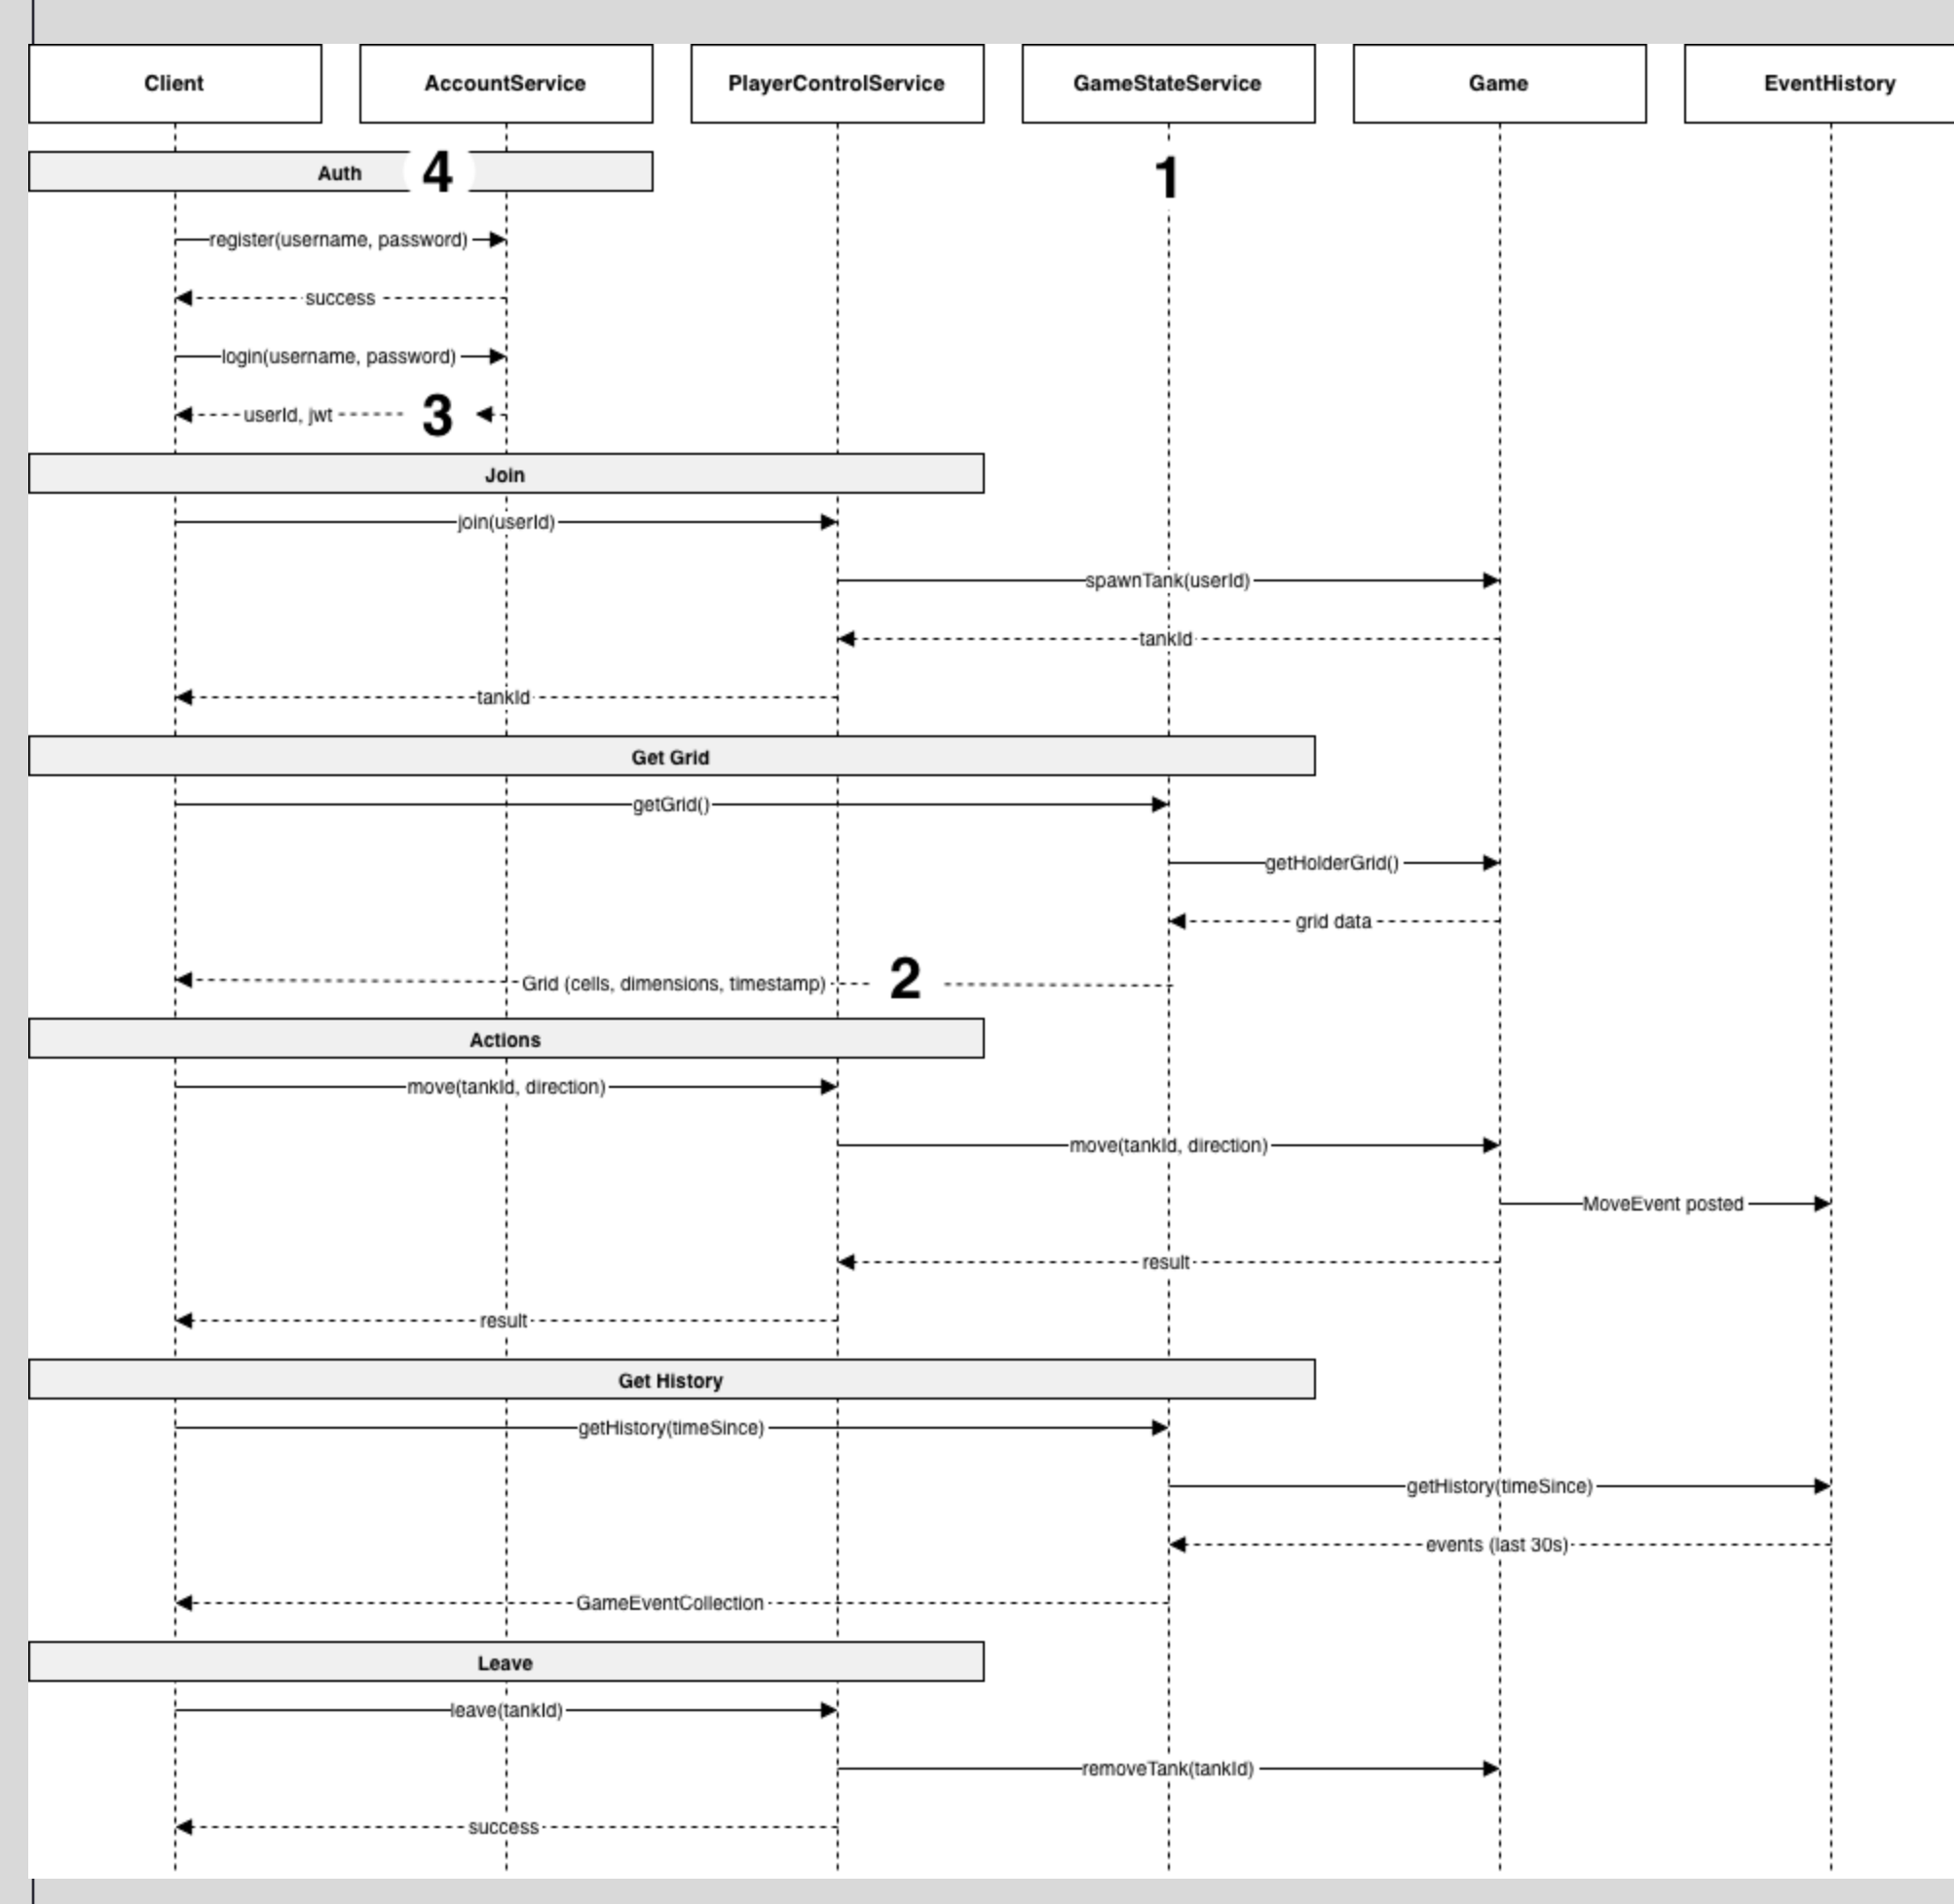 Client
AccountService
PlayerControlService
GameStateService
Game
EventHistory
Auth
4
1
register(username, password)
success
login(username, password)
userId, jwt
3
Join
join(userId)
spawnTank(userId)
tankId
tankId
Get Grid
getGrid()
getHolderGrid()
grid data
Grid (cells, dimensions, timestamp)
2
Actions
move(tankId, direction)
move(tankId, direction)
MoveEvent posted
result
result
Get History
getHistory(timeSince)
getHistory(timeSince)
events (last 30s)
GameEventCollection
Leave
leave(tankId)
removeTank(tankId)
success